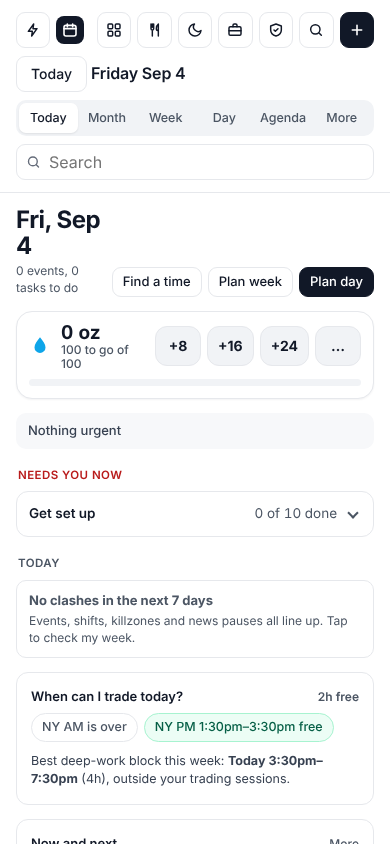 Today Friday Sep 4
Today Month Week Day Agenda More
Search
Fri, Sep
4
0 events, 0
tasks to do
Find a time Plan week Plan day
0 oz
100 to go of
100
+8 +16 +24 ...
Nothing urgent
NEEDS YOU NOW
Get set up 0 of 10 done
TODAY
No clashes in the next 7 days
Events, shifts, killzones and news pauses all line up. Tap
to check my week.
When can I trade today? 2h free
NY AM is over NY PM 1:30pm–3:30pm free
Best deep-work block this week: Today 3:30pm–
7:30pm (4h), outside your trading sessions.
Now and next More